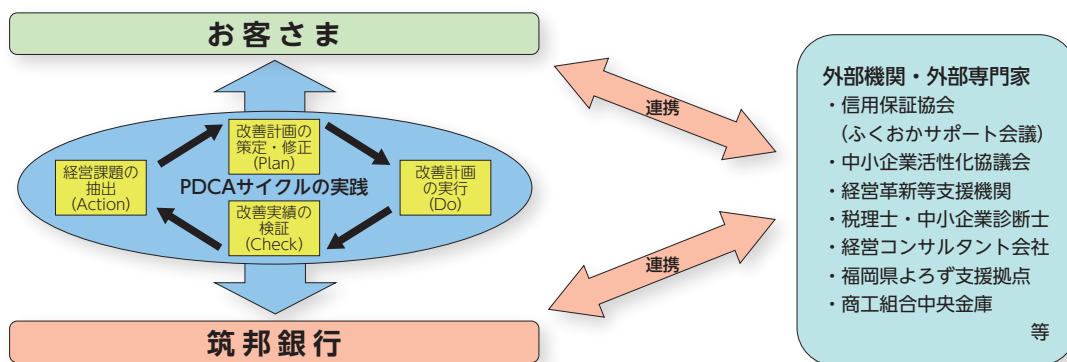 お客さま
改善計画の
策定・修正
(Plan)
経営課題の
抽出
(Action)
PDCAサイクルの実践
改善計画
の実行
(Do)
改善実績の
検証
(Check)
筑邦銀行
連携
連携
外部機関・外部専門家
・信用保証協会
(ふくおかサポート会議)
・中小企業活性化協議会
・経営革新等支援機関
・税理士・中小企業診断士
・経営コンサルタント会社
・福岡県よろず支援拠点
・商工組合中央金庫
等